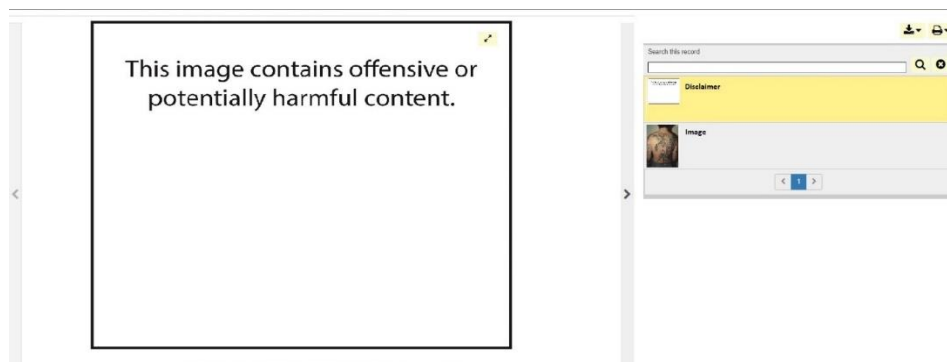 This image contains offensive or
potentially harmful content.
Search this record
Disclaimer
Image
1